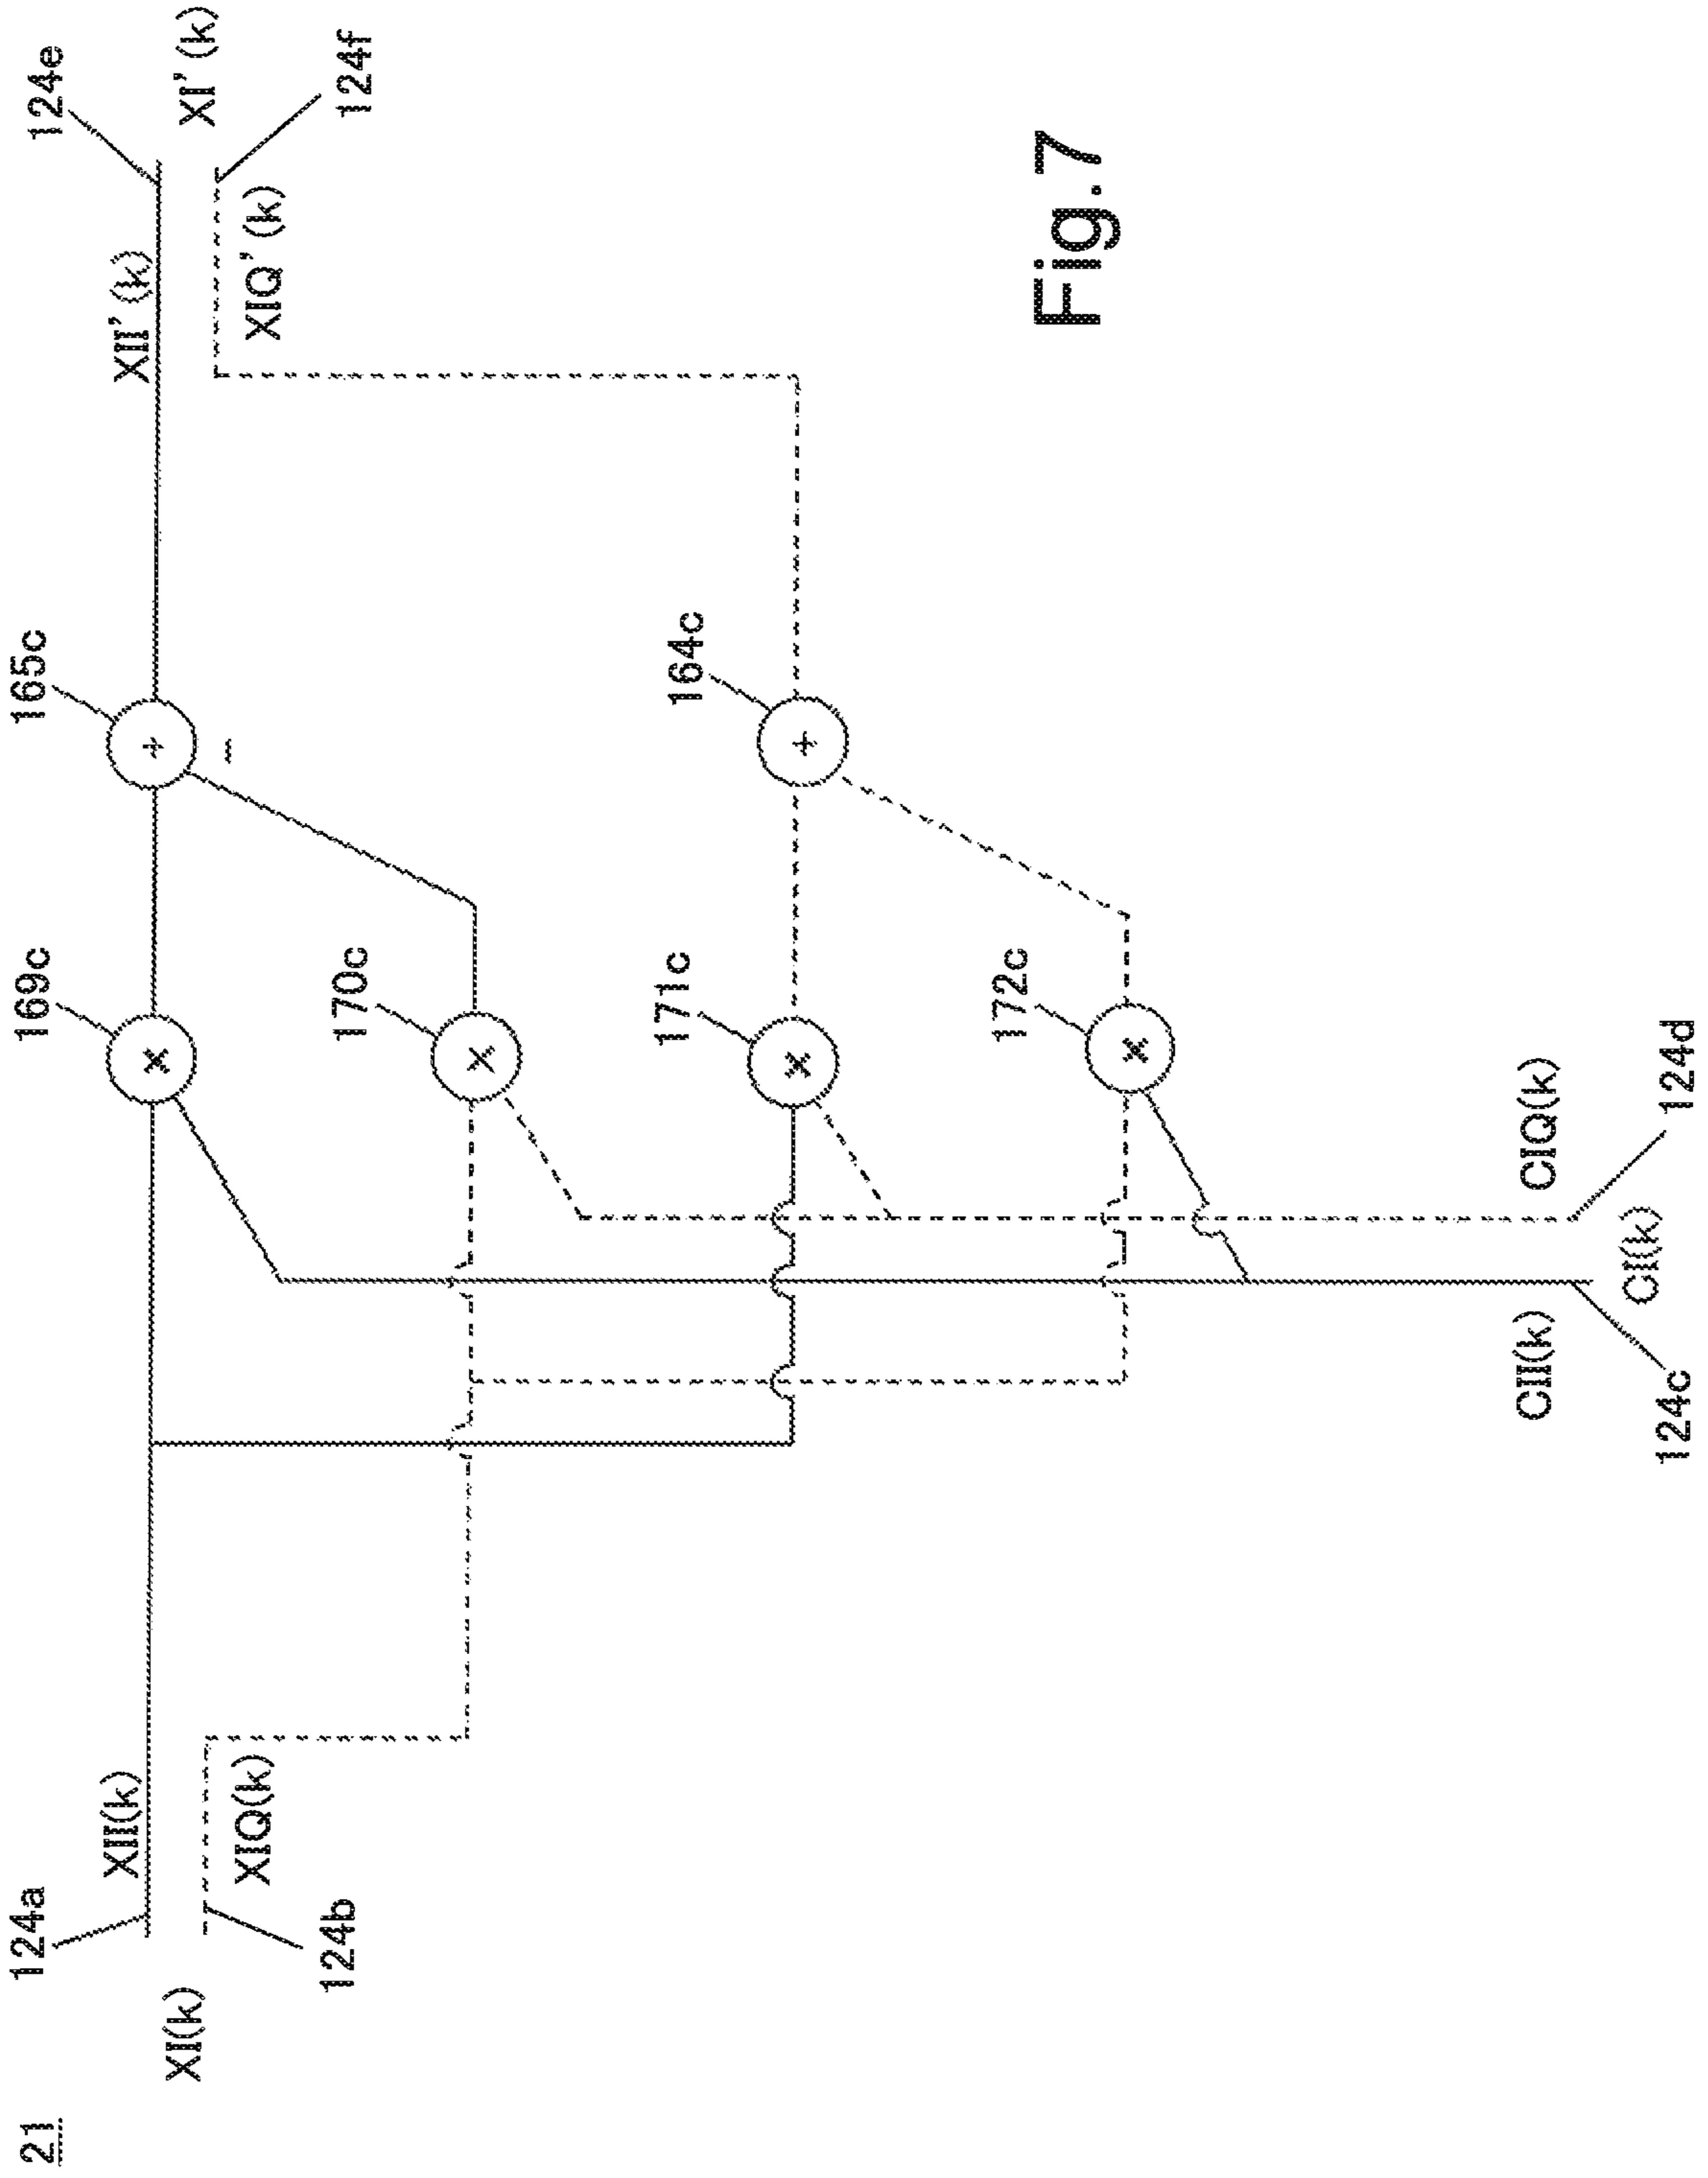 21
XI(k)
124a
XII(k)
124b
XIQ(k)
169c
×
165c
+
−
XII'(k)
124e
XI'(k)
XIQ'(k)
124f
170c
×
171c
×
164c
+
172c
×
CII(k)
124c
CI(k)
CIQ(k)
124d
Fig.7